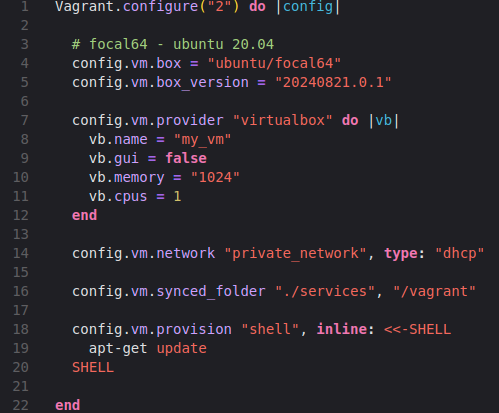 1 Vagrant.configure("2") do |config|
2
3 # focal64 - ubuntu 20.04
4 config.vm.box = "ubuntu/focal64"
5 config.vm.box_version = "20240821.0.1"
6
7 config.vm.provider "virtualbox" do |vb|
8 vb.name = "my_vm"
9 vb.gui = false
10 vb.memory = "1024"
11 vb.cpus = 1
12 end
13
14 config.vm.network "private_network", type: "dhcp"
15
16 config.vm.synced_folder "./services", "/vagrant"
17
18 config.vm.provision "shell", inline: <<-SHELL
19 apt-get update
20 SHELL
21
22 end